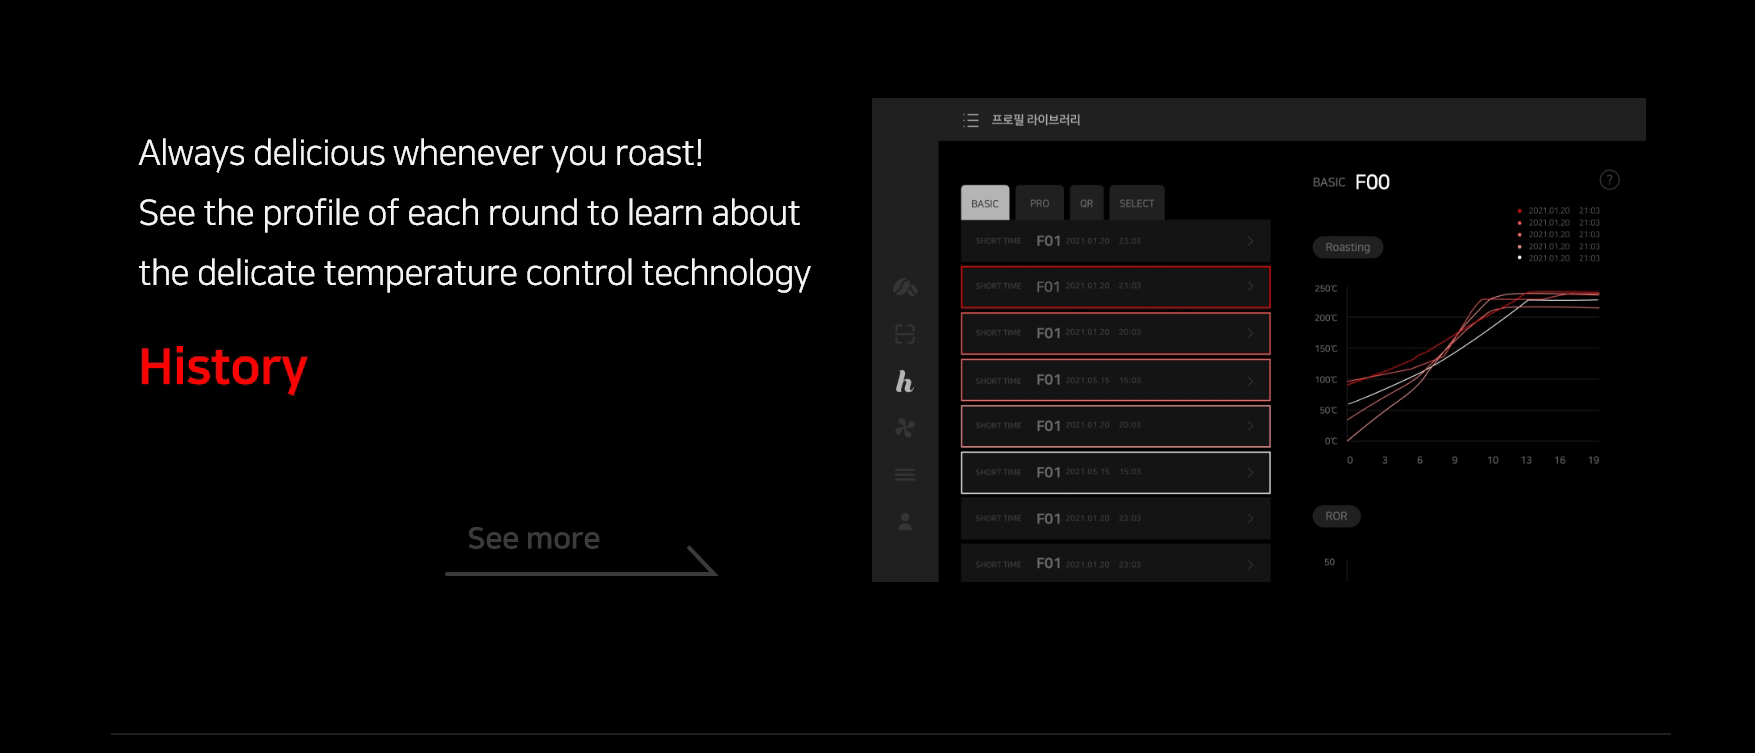 Always delicious whenever you roast!
See the profile of each round to learn about
the delicate temperature control technology
History
See more
프로필 라이브러리
BASIC PRO QR SELECT
SHORT TIME F01 2021.01.20 23:03
SHORT TIME F01 2021.01.20 21:03
SHORT TIME F01 2021.01.20 20:03
SHORT TIME F01 2021.05.15 15:03
SHORT TIME F01 2021.01.20 20:03
SHORT TIME F01 2021.05.15 15:03
SHORT TIME F01 2021.01.20 23:03
SHORT TIME F01 2021.01.20 23:03
h
BASIC F00
?
2021.01.20 21:03
2021.01.20 21:03
2021.01.20 21:03
2021.01.20 21:03
2021.01.20 21:03
Roasting
250℃
200℃
150℃
100℃
50℃
0℃
0 3 6 9 10 13 16 19
ROR
50